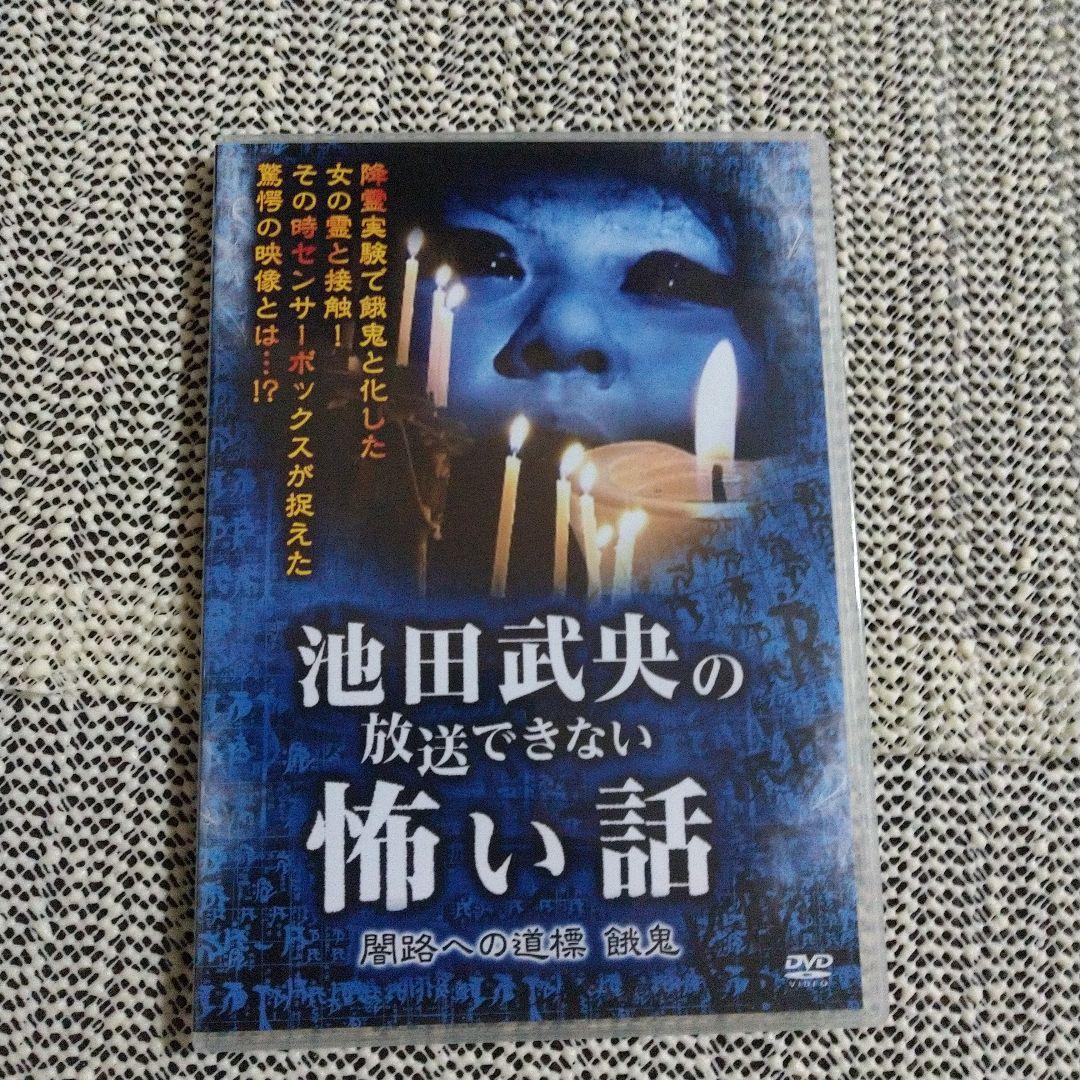 降霊実験で餓鬼と化した
女の霊と接触！
その時センサーボックスが捉えた
驚愕の映像とは…!?
池田武央の
放送できない
怖い話
闇路への道標 餓鬼
DVD
VIDEO